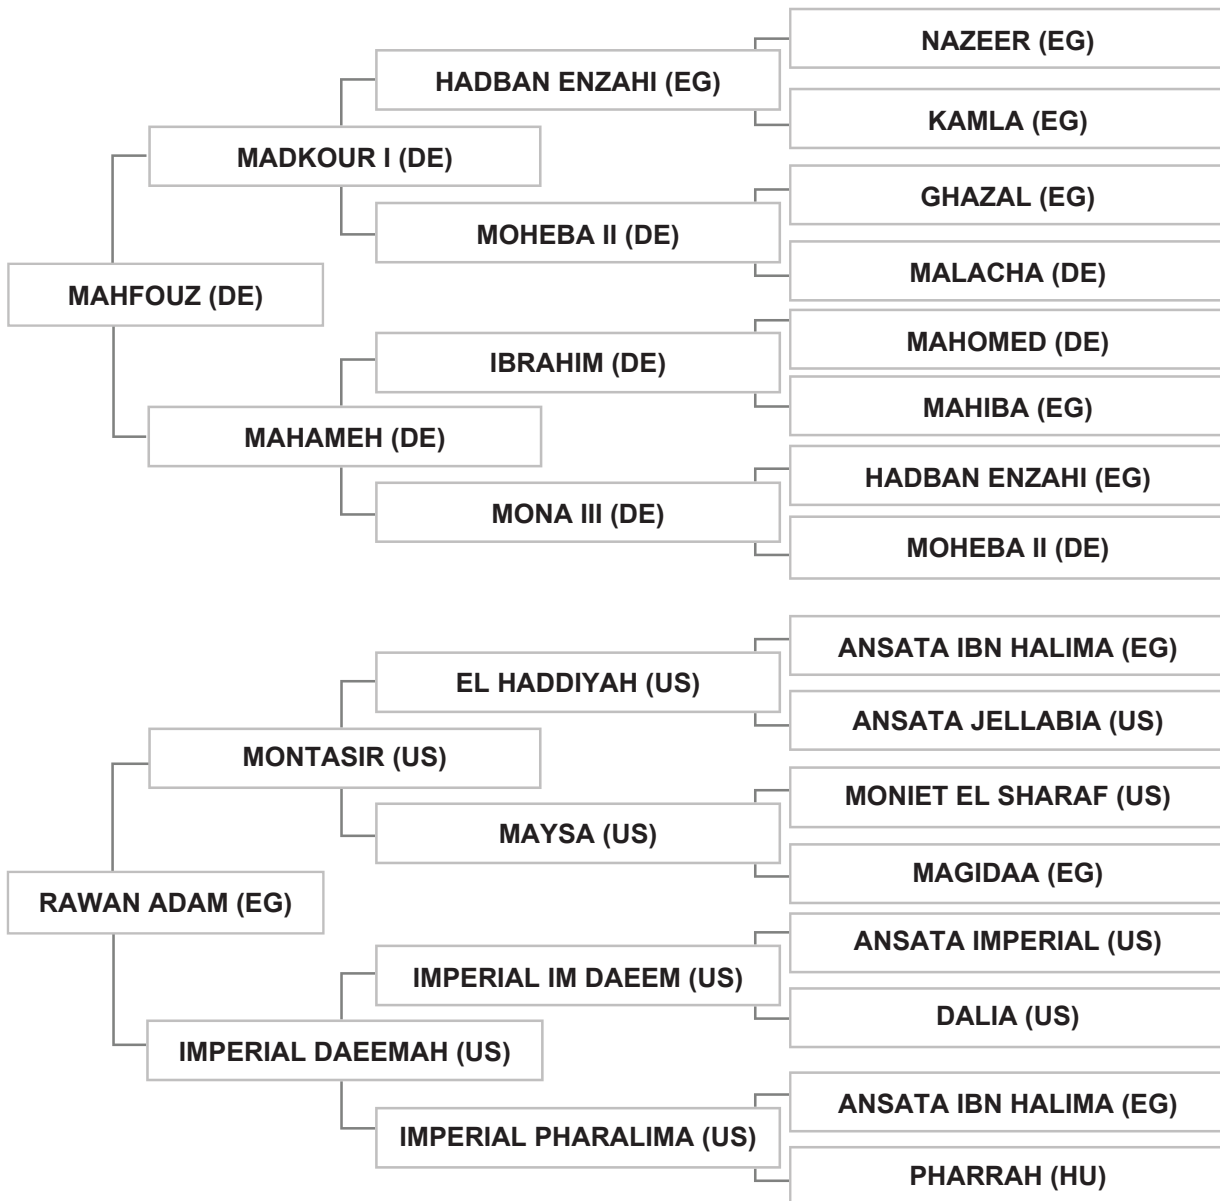 NAZEER (EG)
HADBAN ENZAHI (EG)
KAMLA (EG)
MADKOUR I (DE)
GHAZAL (EG)
MOHEBA II (DE)
MALACHA (DE)
MAHFOUZ (DE)
MAHOMED (DE)
IBRAHIM (DE)
MAHIBA (EG)
MAHAMEH (DE)
HADBAN ENZAHI (EG)
MONA III (DE)
MOHEBA II (DE)
ANSATA IBN HALIMA (EG)
EL HADDIYAH (US)
ANSATA JELLABIA (US)
MONTASIR (US)
MONIET EL SHARAF (US)
MAYSA (US)
MAGIDAA (EG)
RAWAN ADAM (EG)
ANSATA IMPERIAL (US)
IMPERIAL IM DAEEM (US)
DALIA (US)
IMPERIAL DAEEMAH (US)
ANSATA IBN HALIMA (EG)
IMPERIAL PHARALIMA (US)
PHARRAH (HU)